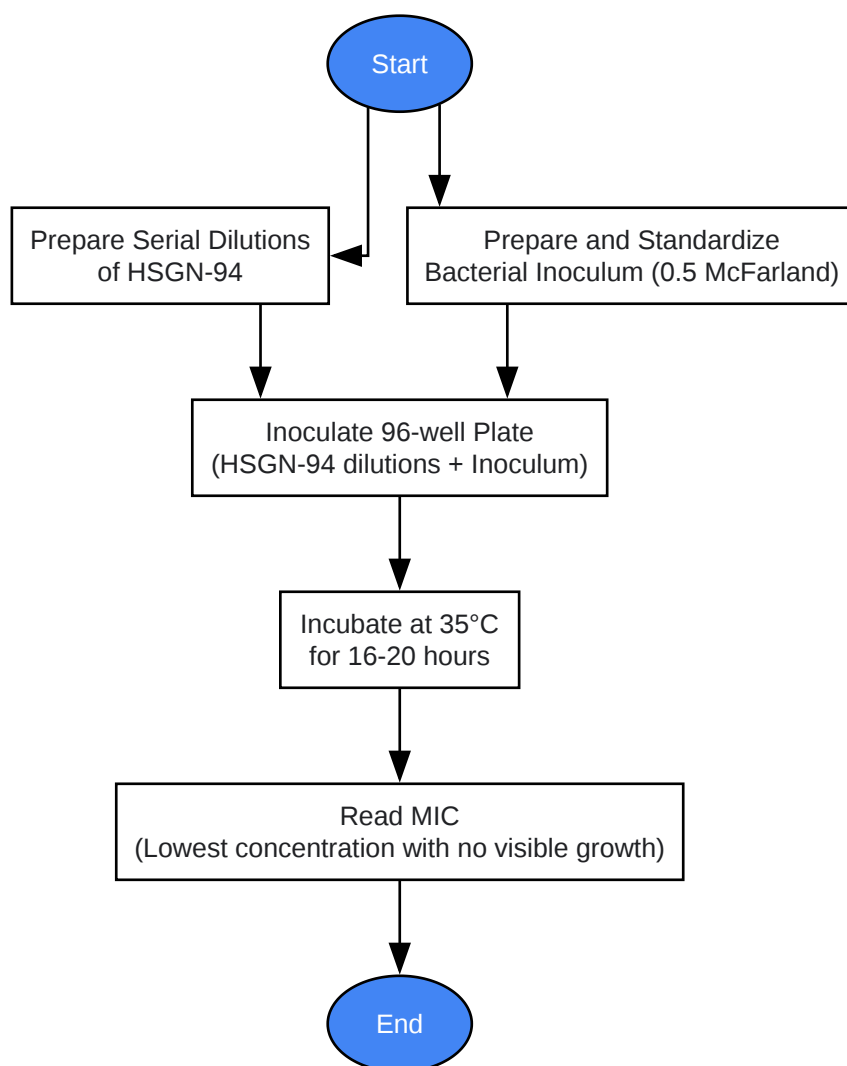 Start
Prepare Serial Dilutions
of HSGN-94
Prepare and Standardize
Bacterial Inoculum (0.5 McFarland)
Inoculate 96-well Plate
(HSGN-94 dilutions + Inoculum)
Incubate at 35°C
for 16-20 hours
Read MIC
(Lowest concentration with no visible growth)
End